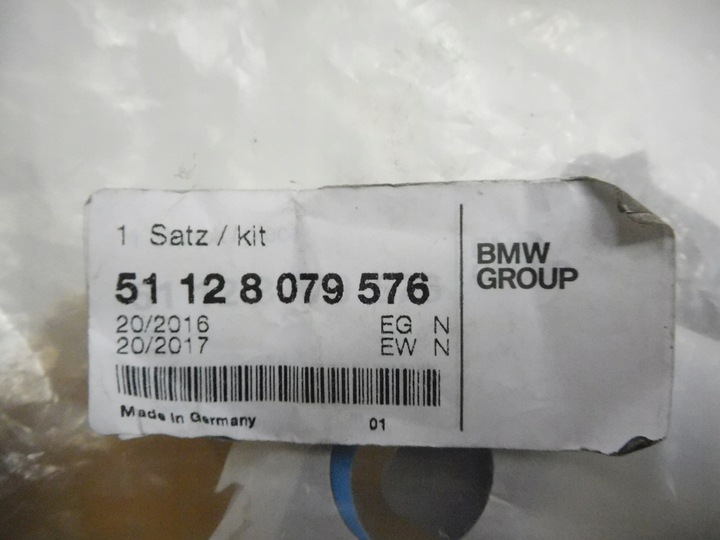 1 Satz / kit
51 12 8 079 576
20/2016 EG N
20/2017 EW N
Made in Germany 01
BMW
GROUP